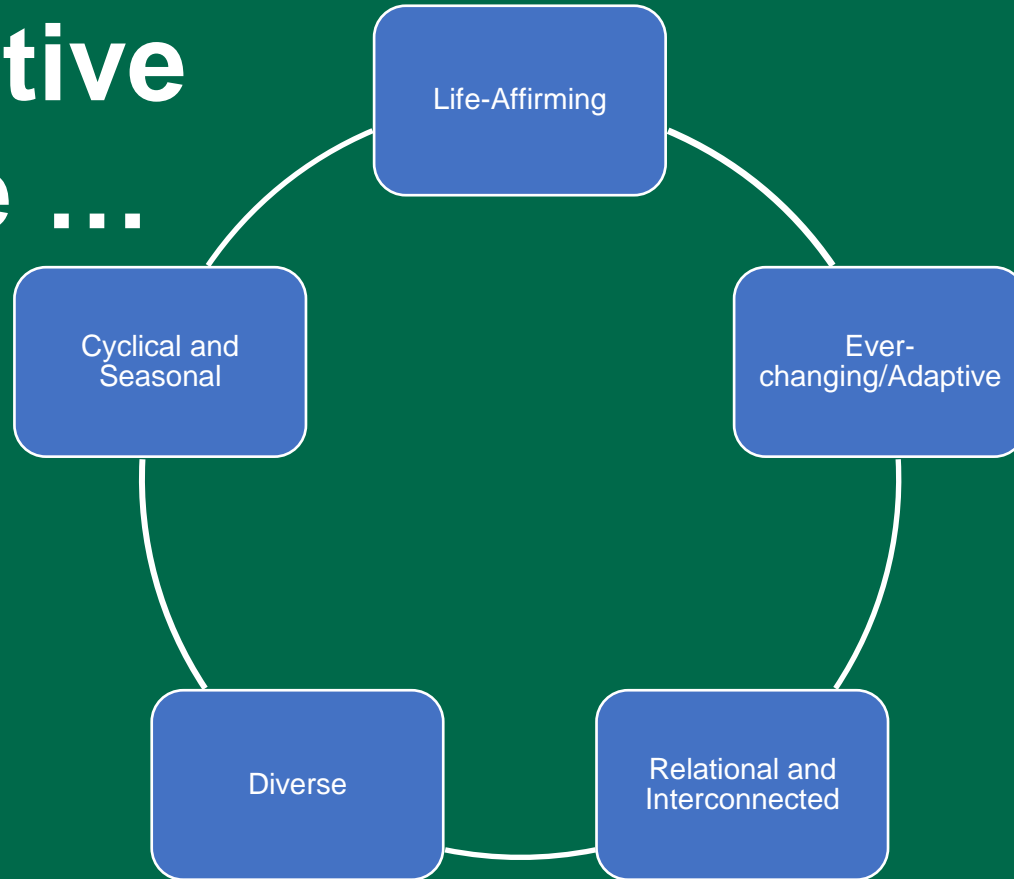 tive
e ...
Life-Affirming
Ever-
changing/Adaptive
Relational and
Interconnected
Diverse
Cyclical and
Seasonal